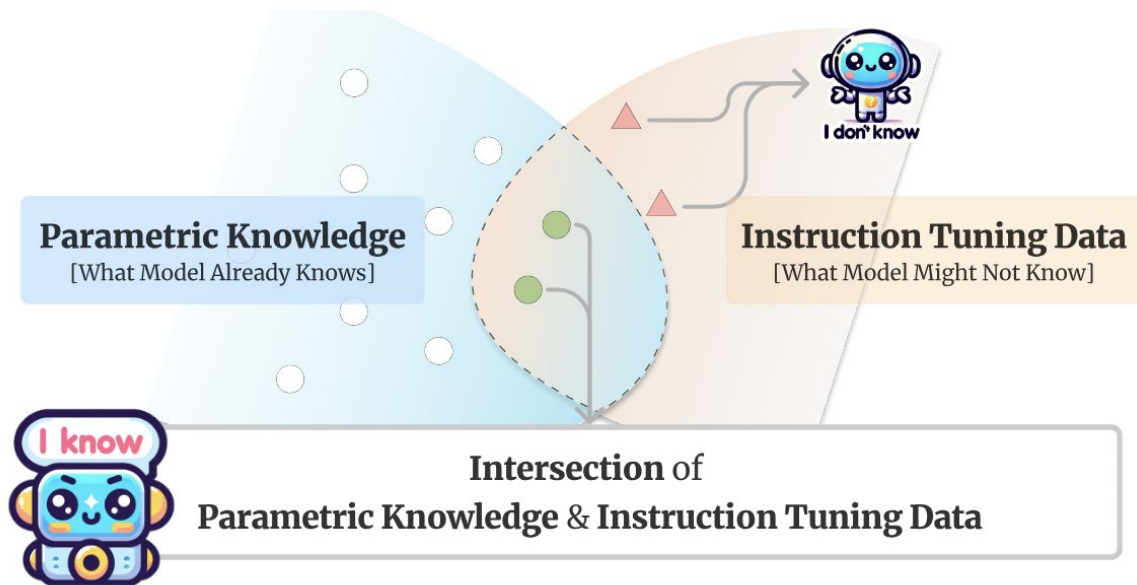 I don't know
Parametric Knowledge
[What Model Already Knows]
Instruction Tuning Data
[What Model Might Not Know]
?
I know
Intersection of
Parametric Knowledge & Instruction Tuning Data